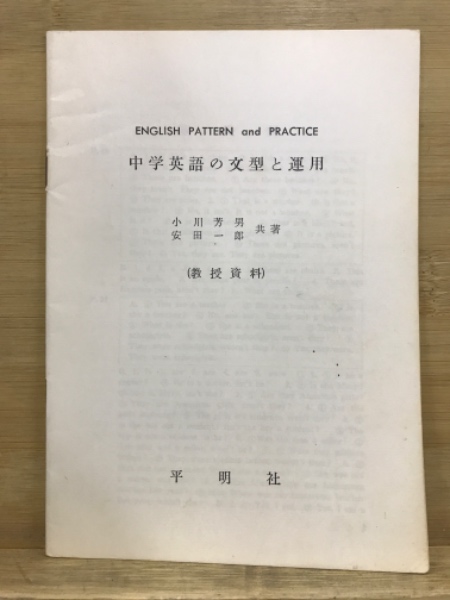 ENGLISH PATTERN and PRACTICE
中学英語の文型と運用
小川芳男
安田一郎
共著
(教授資料)
平明社